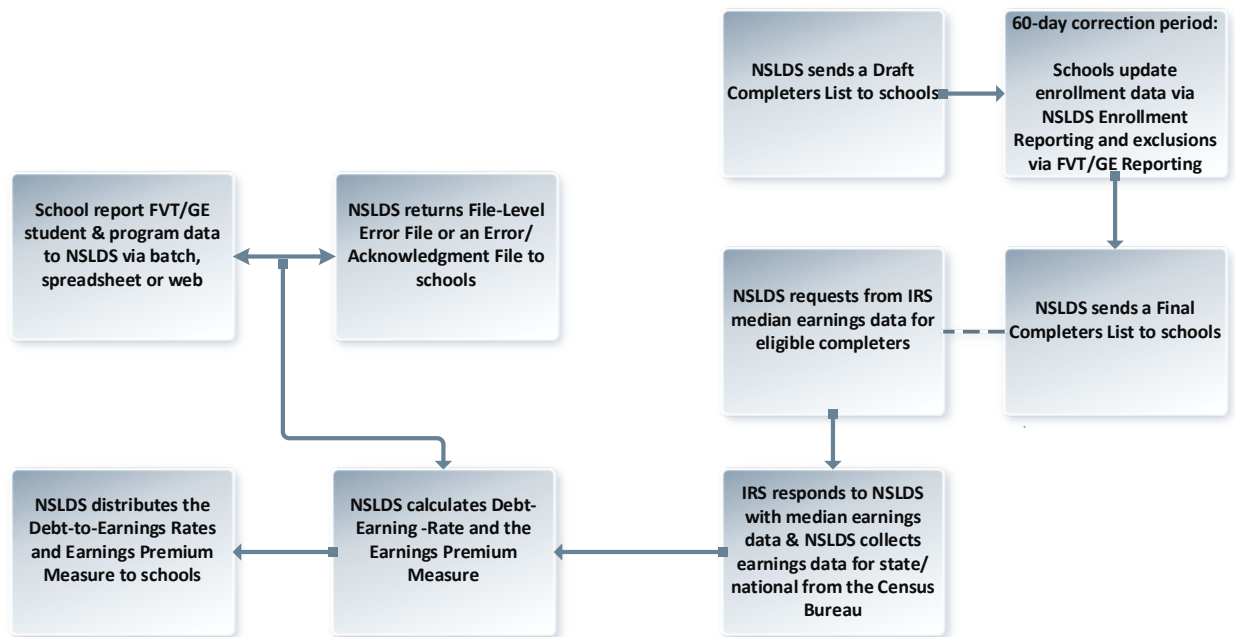 NSLDS sends a Draft
Completers List to schools
60-day correction period:
Schools update
enrollment data via
NSLDS Enrollment
Reporting and exclusions
via FVT/GE Reporting
School report FVT/GE
student & program data
to NSLDS via batch,
spreadsheet or web
NSLDS returns File-Level
Error File or an Error/
Acknowledgment File to
schools
NSLDS requests from IRS
median earnings data for
eligible completers
NSLDS sends a Final
Completers List to schools
NSLDS distributes the
Debt-to-Earnings Rates
and Earnings Premium
Measure to schools
NSLDS calculates Debt-
Earning -Rate and the
Earnings Premium
Measure
IRS responds to NSLDS
with median earnings
data & NSLDS collects
earnings data for state/
national from the Census
Bureau